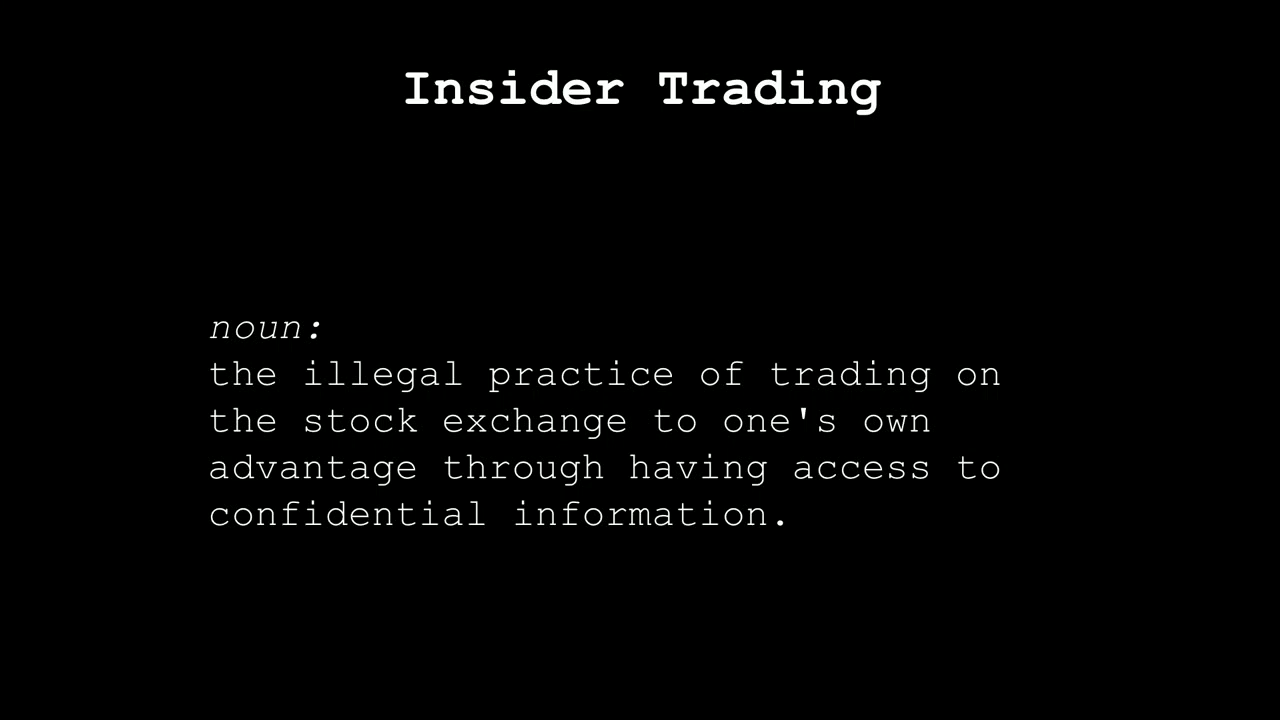 Insider Trading
noun:
the illegal practice of trading on
the stock exchange to one's own
advantage through having access to
confidential information.